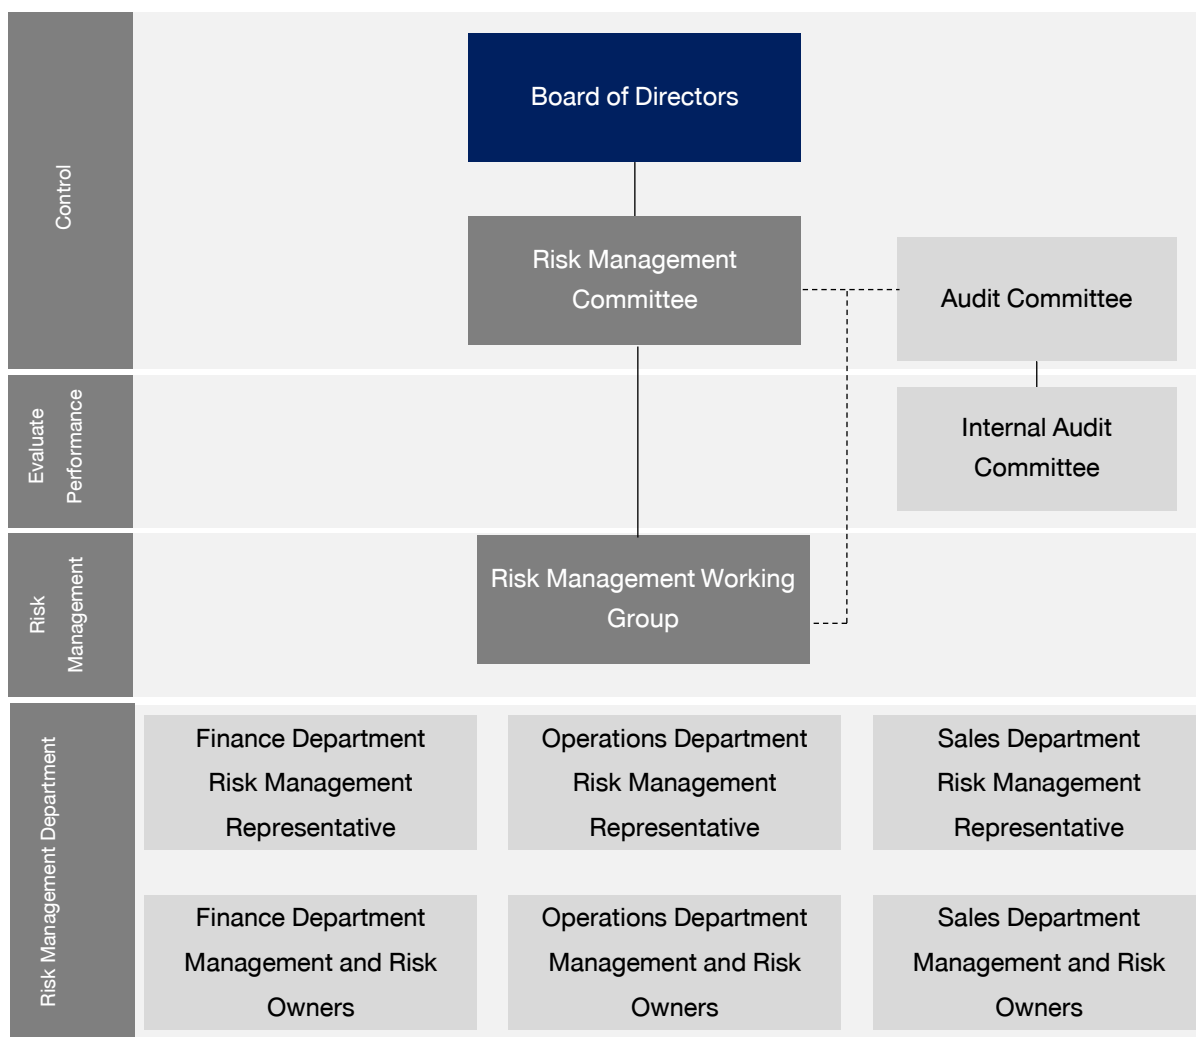 Control
Board of Directors
Risk Management
Committee
Audit Committee
Evaluate
Performance
Internal Audit
Committee
Risk
Management
Risk Management Working
Group
Risk Management Department
Finance Department
Risk Management
Representative
Operations Department
Risk Management
Representative
Sales Department
Risk Management
Representative
Finance Department
Management and Risk
Owners
Operations Department
Management and Risk
Owners
Sales Department
Management and Risk
Owners